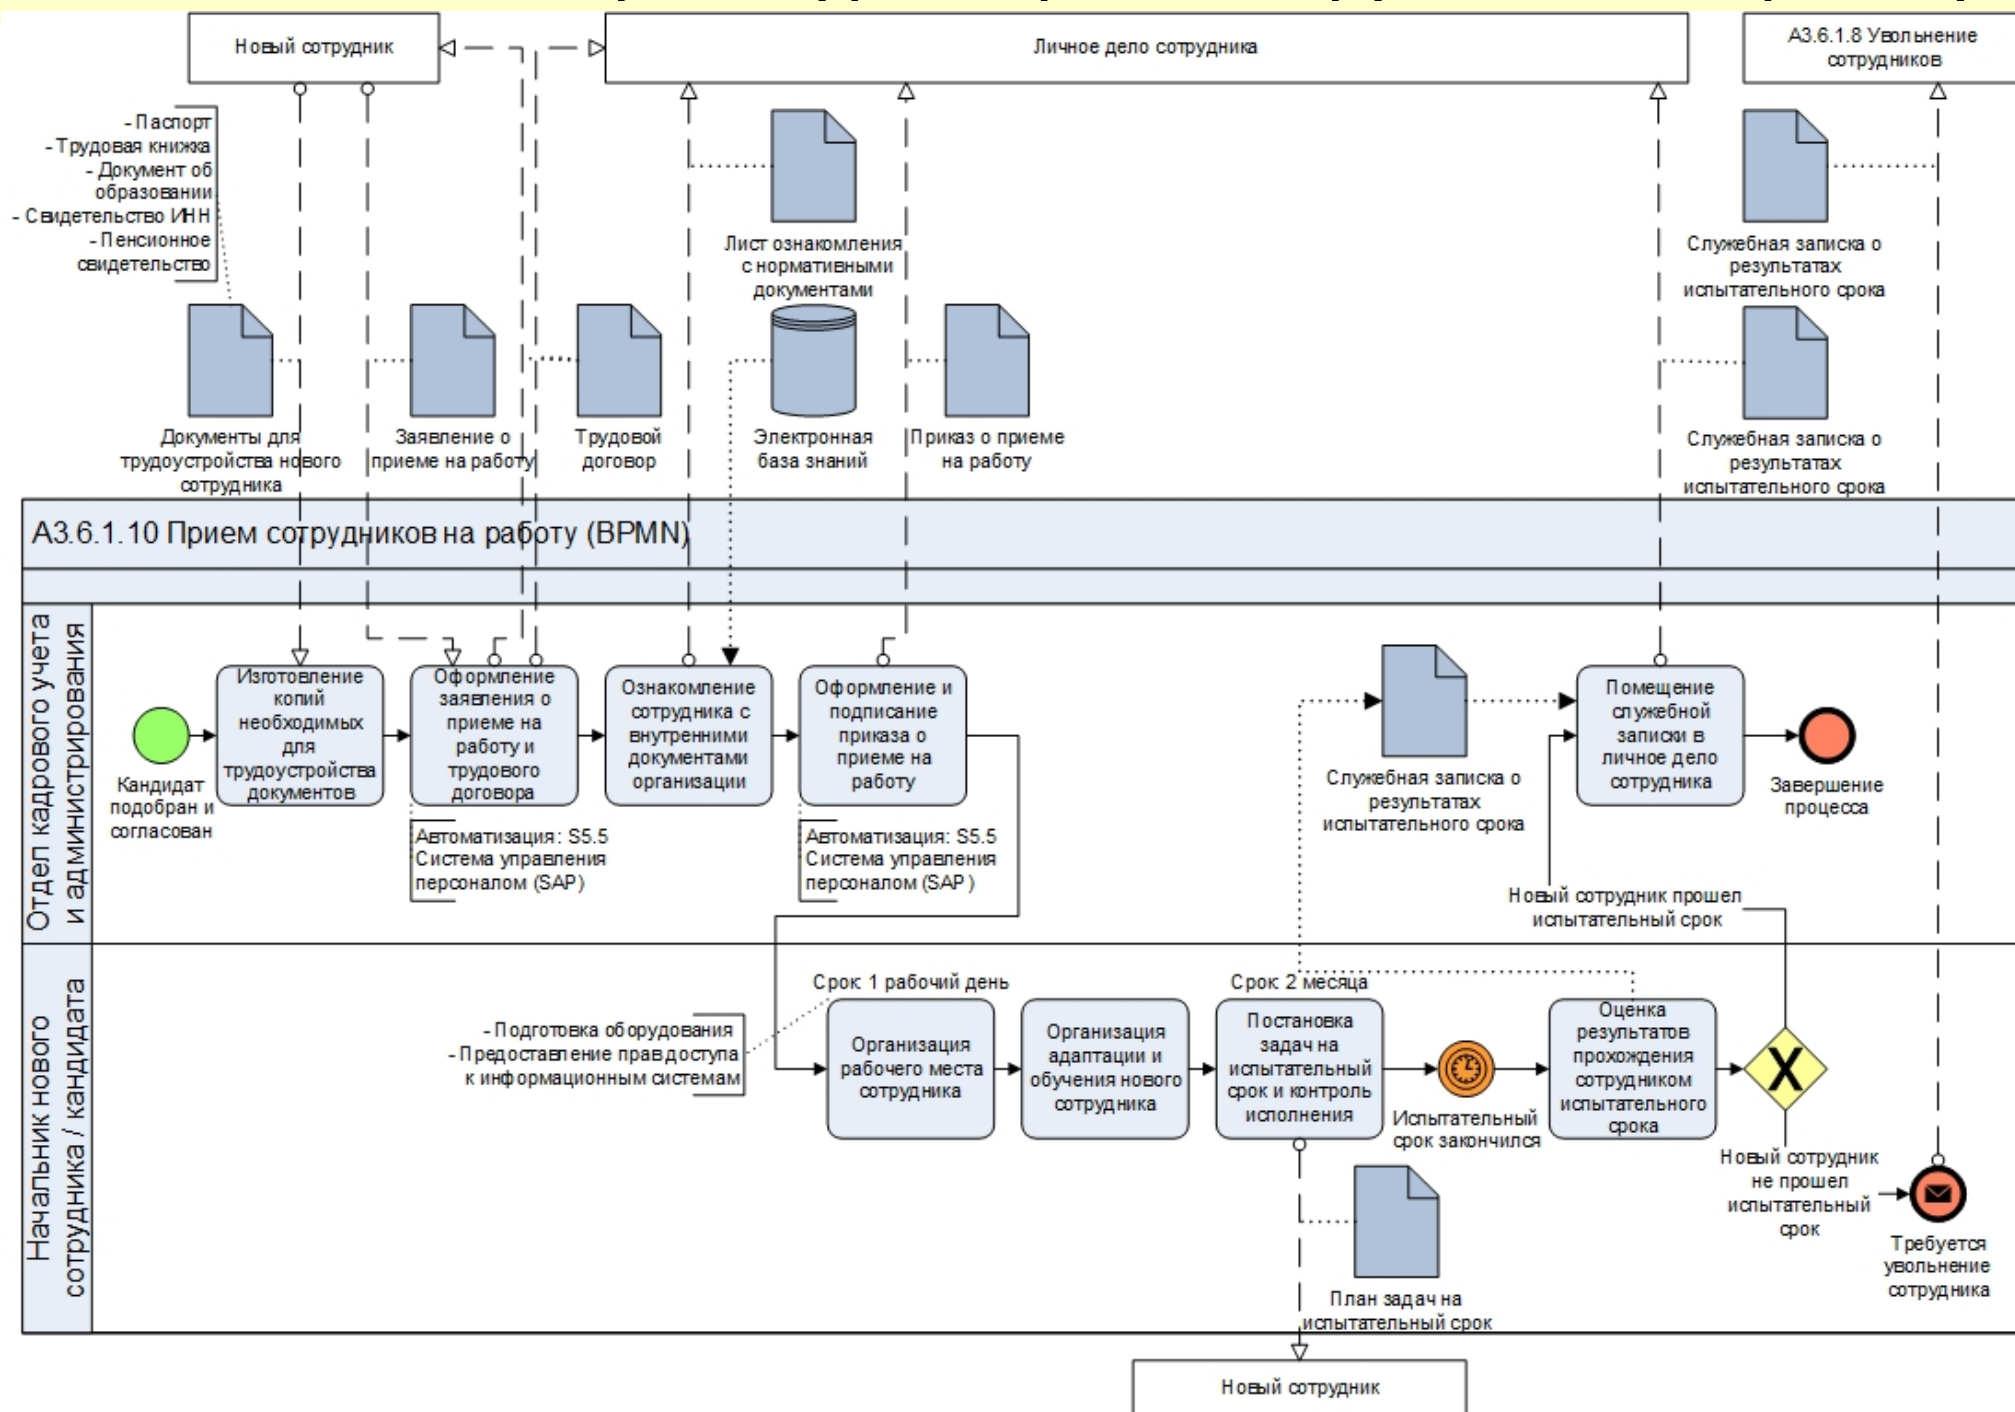 Новый сотрудник
Личное дело сотрудника
А3.6.1.8 Увольнение
сотрудников
- Паспорт
- Трудовая книжка
- Документ об
образовании
- Свидетельство ИНН
- Пенсионное
свидетельство
Лист ознакомления
с нормативными
документами
Служебная записка о
результатах
испытательного срока
Документы для
трудоустройства нового
сотрудника
Заявление о
приеме на работу
Трудовой
договор
Электронная
база знаний
Приказ о приеме
на работу
Служебная записка о
результатах
испытательного срока
А3.6.1.10 Прием сотрудников на работу (BPMN)
Отдел кадрового учета
и администрирования
Кандидат
подобран и
согласован
Изготовление
копий
необходимых
для
трудоустройства
документов
Оформление
заявления о
приеме на
работу и
трудового
договора
Ознакомление
сотрудника с
внутренними
документами
организации
Оформление и
подписание
приказа о
приеме на
работу
Автоматизация: S5.5
Система управления
персоналом (SAP)
Автоматизация: S5.5
Система управления
персоналом (SAP)
Служебная записка о
результатах
испытательного срока
Помещение
служебной
записки в
личное дело
сотрудника
Завершение
процесса
Новый сотрудник прошел
испытательный срок
Начальник нового
сотрудника / кандидата
Срок: 1 рабочий день
- Подготовка оборудования
- Предоставление прав доступа
к информационным системам
Организация
рабочего места
сотрудника
Организация
адаптации и
обучения нового
сотрудника
Срок: 2 месяца
Постановка
задач на
испытательный
срок и контроль
исполнения
Испытательный
срок закончился
Оценка
результатов
прохождения
сотрудником
испытательного
срока
X
Новый сотрудник
не прошел
испытательный
срок
Требуется
увольнение
сотрудника
План задач на
испытательный срок
Новый сотрудник